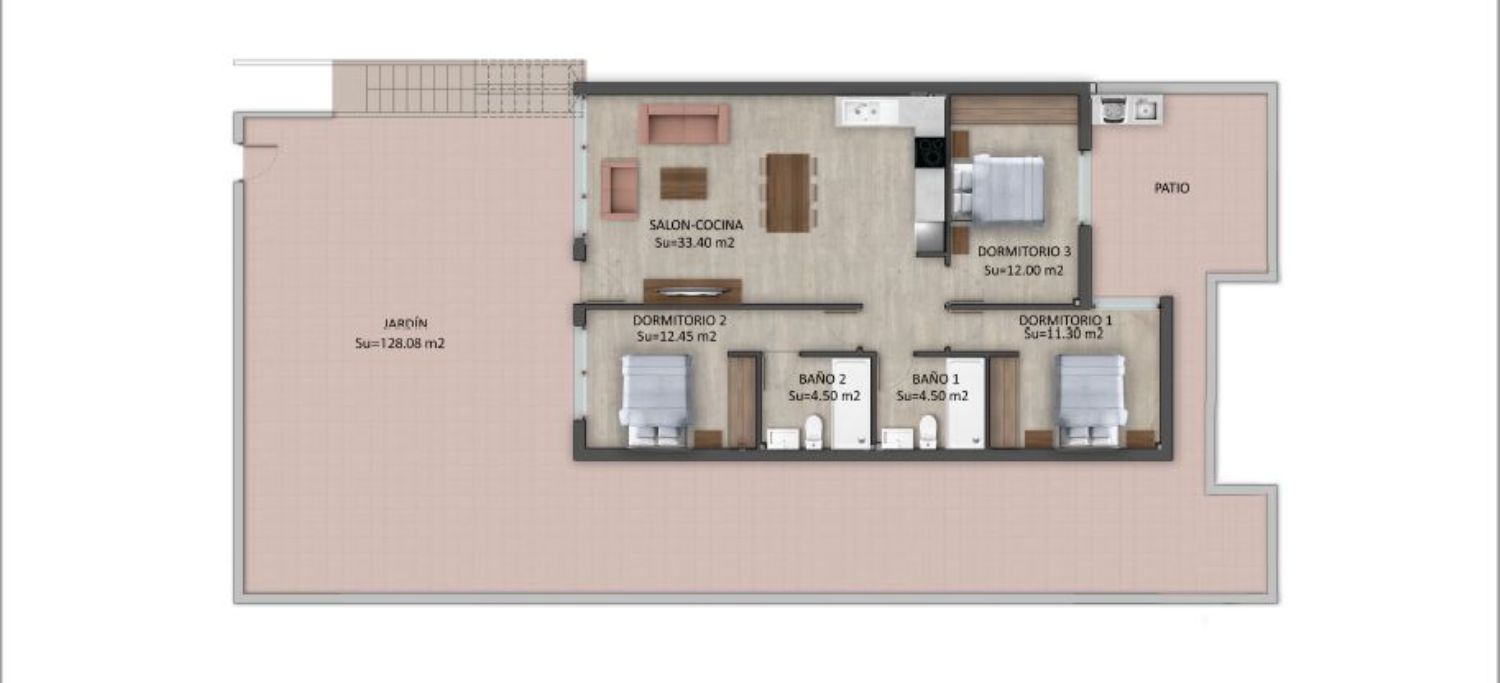 SALON-COCINA
Su=33.40 m2
PATIO
DORMITORIO 3
Su=12.00 m2
JARDÍN
Su=128.08 m2
DORMITORIO 2
Su=12.45 m2
DORMITORIO 1
Su=11.30 m2
BAÑO 2
Su=4.50 m2
BAÑO 1
Su=4.50 m2